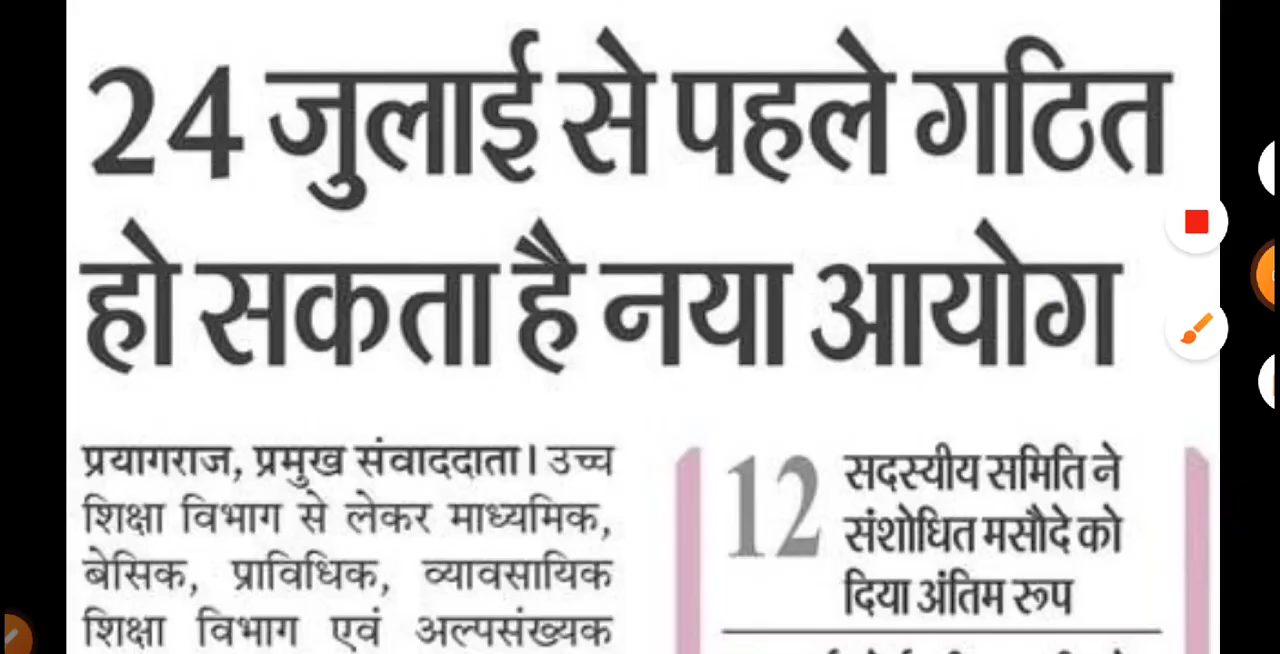 24 जुलाई से पहले गठित
हो सकता है नया आयोग
प्रयागराज, प्रमुख संवाददाता। उच्च
शिक्षा विभाग से लेकर माध्यमिक,
बेसिक, प्राविधिक, व्यावसायिक
शिक्षा विभाग एवं अल्पसंख्यक
12 सदस्यीय समिति ने
संशोधित मसौदे को
दिया अंतिम रूप